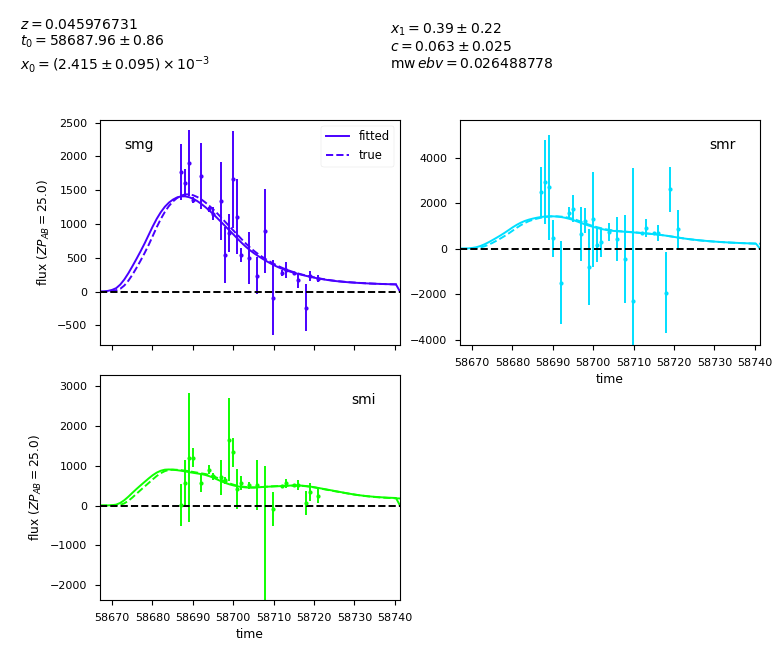 z = 0.045976731
t₀ = 58687.96 ± 0.86
x₀ = (2.415 ± 0.095) × 10⁻³
x₁ = 0.39 ± 0.22
c = 0.063 ± 0.025
mwebv = 0.026488778
smg
fitted
true
2500
2000
1500
1000
500
0
−500
flux (ZP_AB = 25.0)
smr
4000
2000
0
−2000
−4000
58670 58680 58690 58700 58710 58720 58730 58740
time
smi
3000
2000
1000
0
−1000
−2000
flux (ZP_AB = 25.0)
58670 58680 58690 58700 58710 58720 58730 58740
time